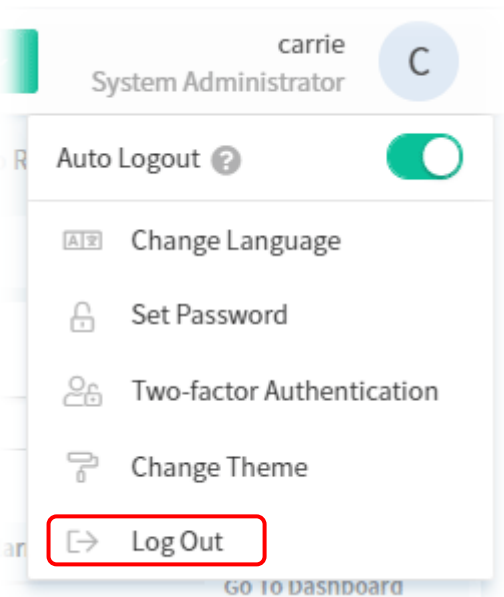 carrie
System Administrator
C
R
Auto Logout ?
Change Language
Set Password
Two-factor Authentication
Change Theme
ar
Log Out
Go To Dashboard